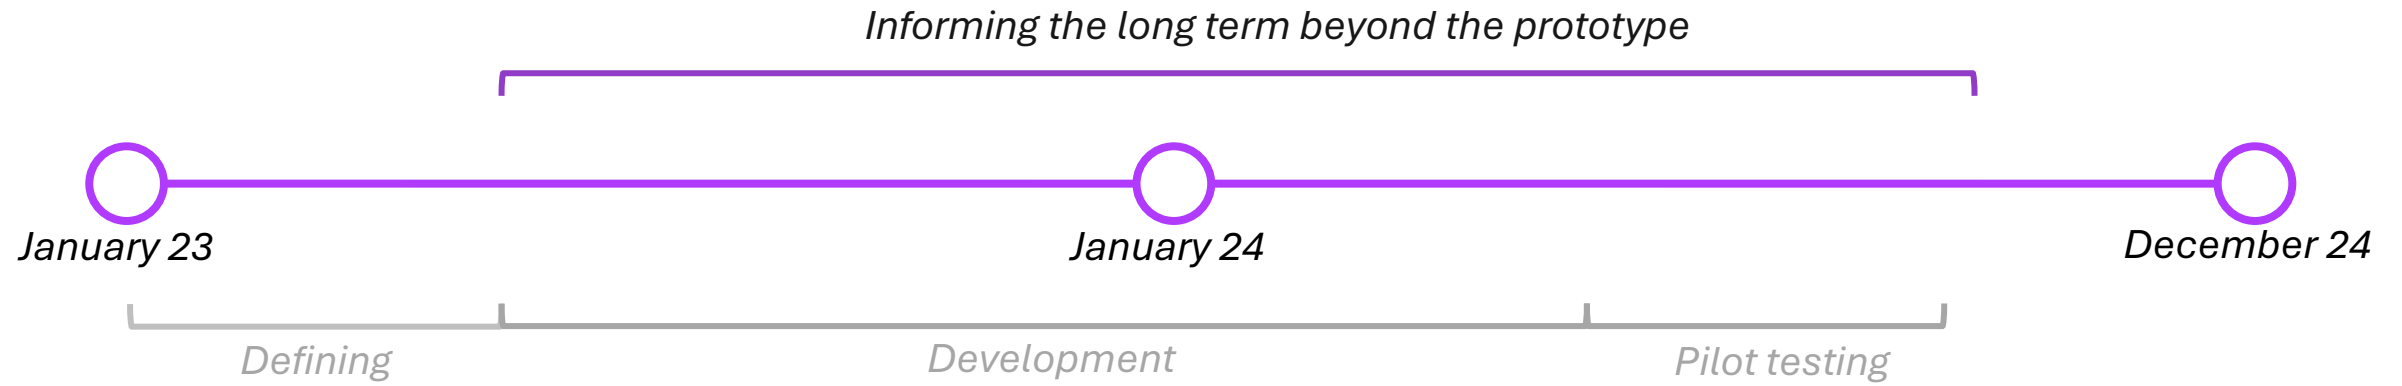 Informing the long term beyond the prototype
January 23
January 24
December 24
Defining
Development
Pilot testing